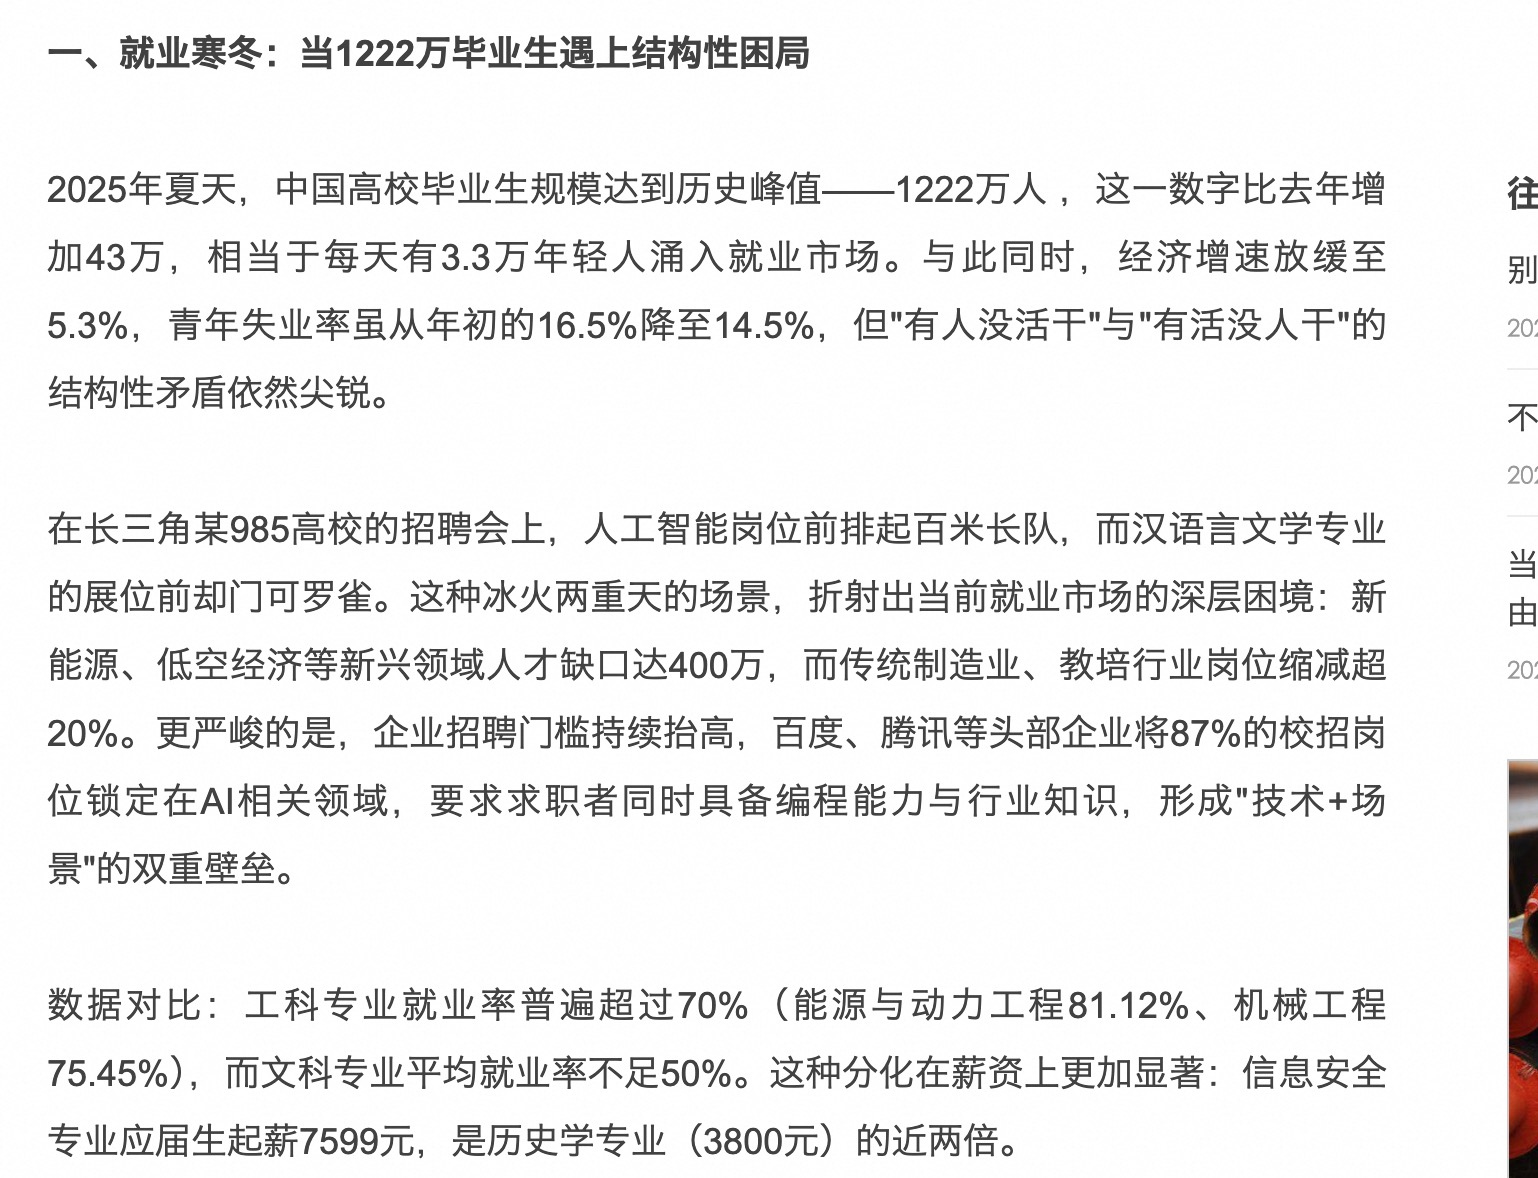 一、就业寒冬：当1222万毕业生遇上结构性困局
2025年夏天，中国高校毕业生规模达到历史峰值——1222万人 ，这一数字比去年增
加43万，相当于每天有3.3万年轻人涌入就业市场。与此同时，经济增速放缓至
5.3%，青年失业率虽从年初的16.5%降至14.5%，但"有人没活干"与"有活没人干"的
结构性矛盾依然尖锐。
在长三角某985高校的招聘会上，人工智能岗位前排起百米长队，而汉语言文学专业
的展位前却门可罗雀。这种冰火两重天的场景，折射出当前就业市场的深层困境：新
能源、低空经济等新兴领域人才缺口达400万，而传统制造业、教培行业岗位缩减超
20%。更严峻的是，企业招聘门槛持续抬高，百度、腾讯等头部企业将87%的校招岗
位锁定在AI相关领域，要求求职者同时具备编程能力与行业知识，形成"技术+场
景"的双重壁垒。
数据对比：工科专业就业率普遍超过70%（能源与动力工程81.12%、机械工程
75.45%），而文科专业平均就业率不足50%。这种分化在薪资上更加显著：信息安全
专业应届生起薪7599元，是历史学专业（3800元）的近两倍。
往
别
202
不
202
当
由
202